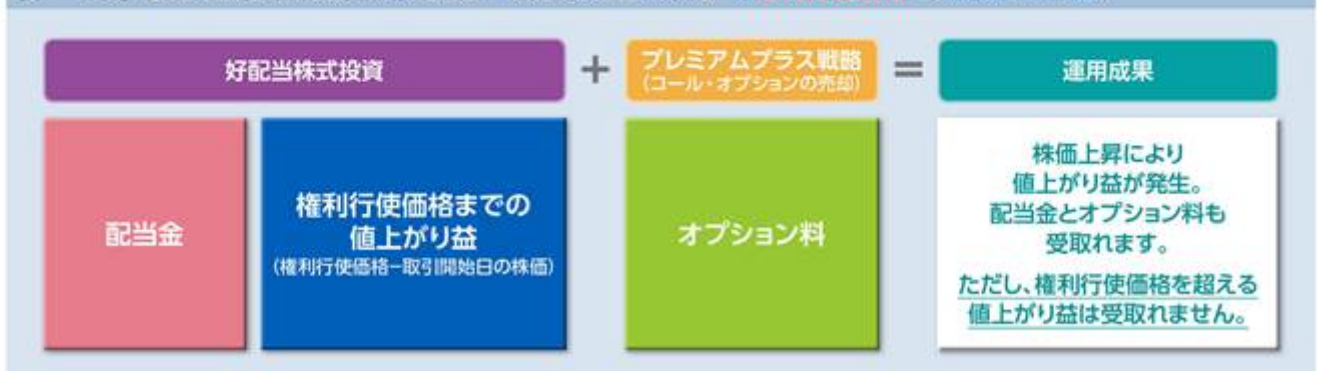 好配当株式投資
+
プレミアムプラス戦略
(コール・オプションの売却)
=
運用成果
配当金
権利行使価格までの
値上がり益
(権利行使価格−取引開始日の株価)
オプション料
株価上昇により
値上がり益が発生。
配当金とオプション料も
受取れます。
ただし、権利行使価格を超える
値上がり益は受取れません。